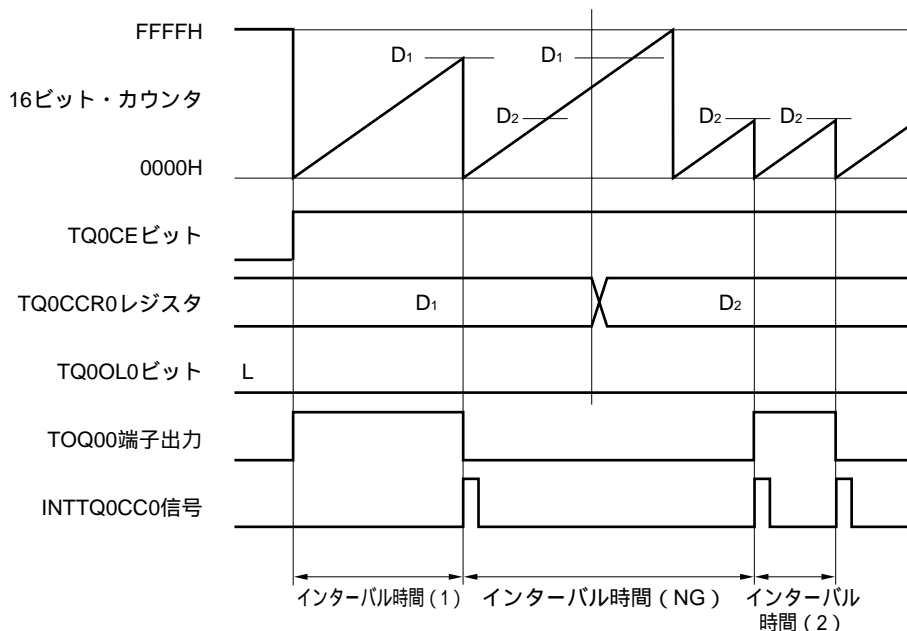 FFFFH
D1
D1
16ビット・カウンタ
D2
D2
D2
0000H
TQ0CEビット
TQ0CCR0レジスタ
D1
D2
TQ0OL0ビット
L
TOQ00端子出力
INTTQ0CC0信号
インターバル時間（1）
インターバル時間（NG）
インターバル
時間（2）